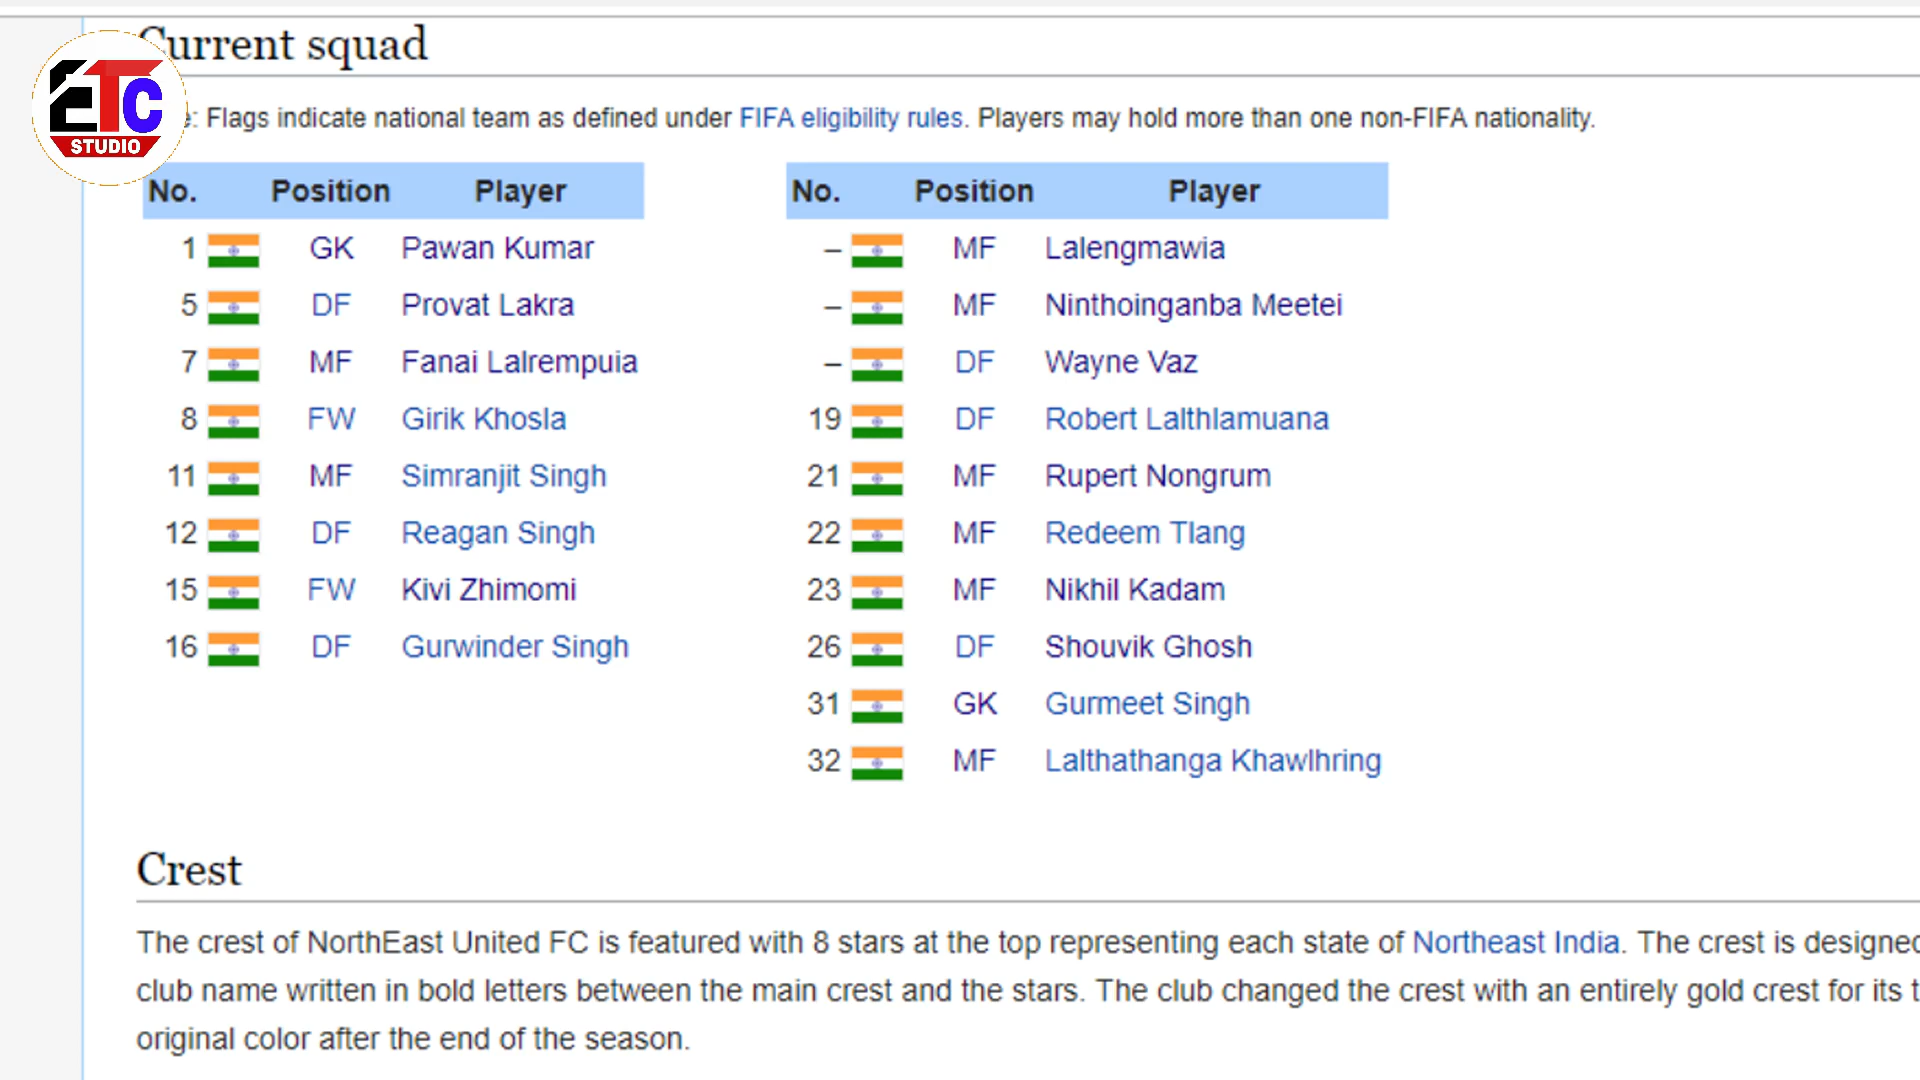 Current squad
ETC
STUDIO
: Flags indicate national team as defined under FIFA eligibility rules. Players may hold more than one non-FIFA nationality.
No. Position Player
1 GK Pawan Kumar
5 DF Provat Lakra
7 MF Fanai Lalrempuia
8 FW Girik Khosla
11 MF Simranjit Singh
12 DF Reagan Singh
15 FW Kivi Zhimomi
16 DF Gurwinder Singh
No. Position Player
– MF Lalengmawia
– MF Ninthoinganba Meetei
– DF Wayne Vaz
19 DF Robert Lalthlamuana
21 MF Rupert Nongrum
22 MF Redeem Tlang
23 MF Nikhil Kadam
26 DF Shouvik Ghosh
31 GK Gurmeet Singh
32 MF Lalthathanga Khawlhring
Crest
The crest of NorthEast United FC is featured with 8 stars at the top representing each state of Northeast India. The crest is designed
club name written in bold letters between the main crest and the stars. The club changed the crest with an entirely gold crest for its
original color after the end of the season.